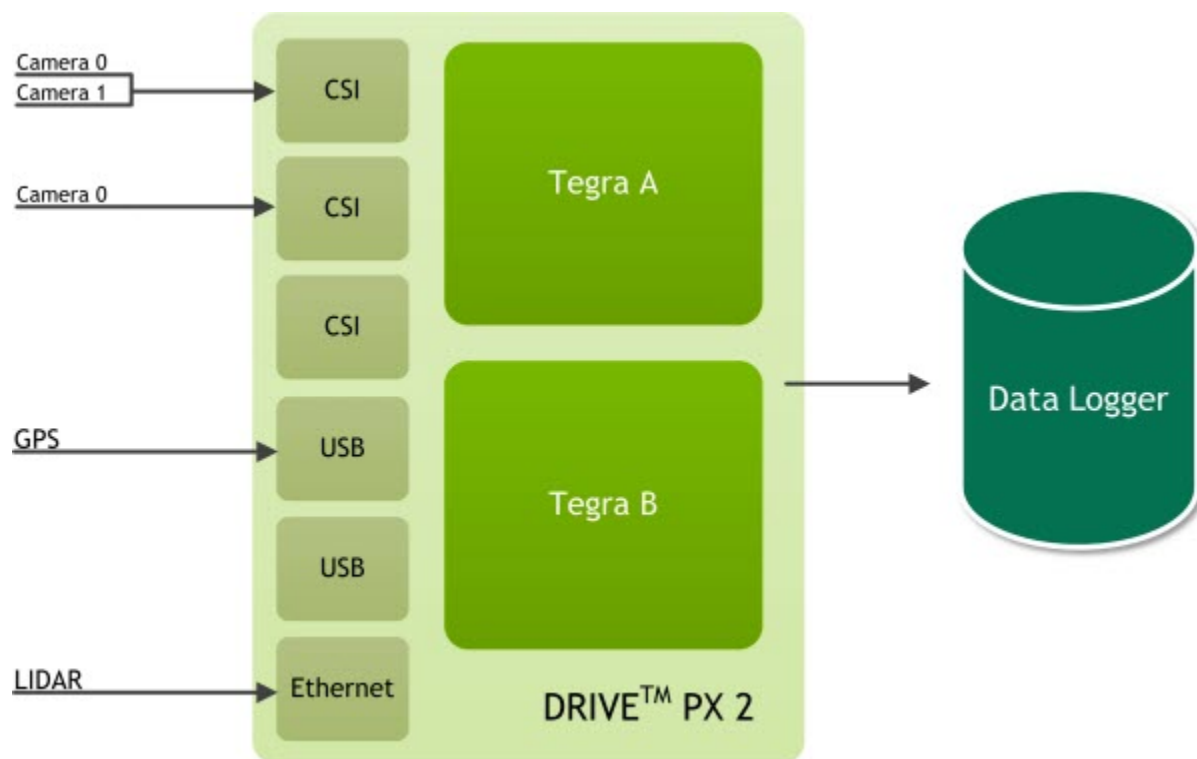 Camera 0
Camera 1
CSI
Camera 0
CSI
CSI
GPS
USB
USB
LIDAR
Ethernet
Tegra A
Tegra B
DRIVE™ PX 2
Data Logger